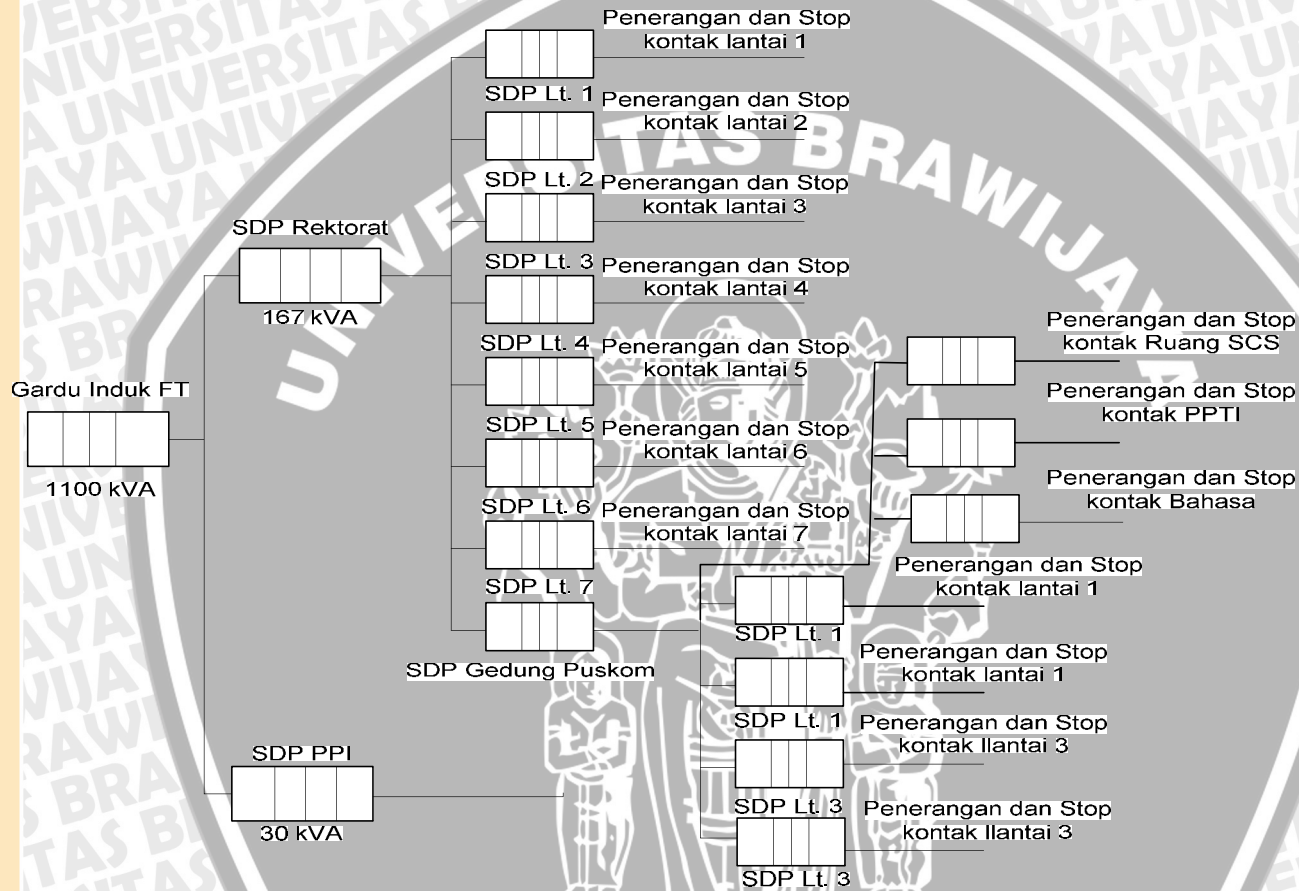 Penerangan dan Stop
kontak lantai 1
SDP Lt. 1
Penerangan dan Stop
kontak lantai 2
SDP Lt. 2
Penerangan dan Stop
kontak lantai 3
SDP Lt. 3
Penerangan dan Stop
kontak lantai 4
SDP Lt. 4
Penerangan dan Stop
kontak lantai 5
SDP Lt. 5
Penerangan dan Stop
kontak lantai 6
SDP Lt. 6
Penerangan dan Stop
kontak lantai 7
SDP Lt. 7
SDP Gedung Puskom
SDP Rektorat
167 kVA
Gardu Induk FT
1100 kVA
SDP PPI
30 kVA
Penerangan dan Stop
kontak Ruang SCS
Penerangan dan Stop
kontak PPTI
Penerangan dan Stop
kontak Bahasa
Penerangan dan Stop
kontak lantai 1
SDP Lt. 1
Penerangan dan Stop
kontak lantai 1
SDP Lt. 1
Penerangan dan Stop
kontak llantai 3
SDP Lt. 3
Penerangan dan Stop
kontak llantai 3
SDP Lt. 3
UNIVERSITAS BRAWIJAYA